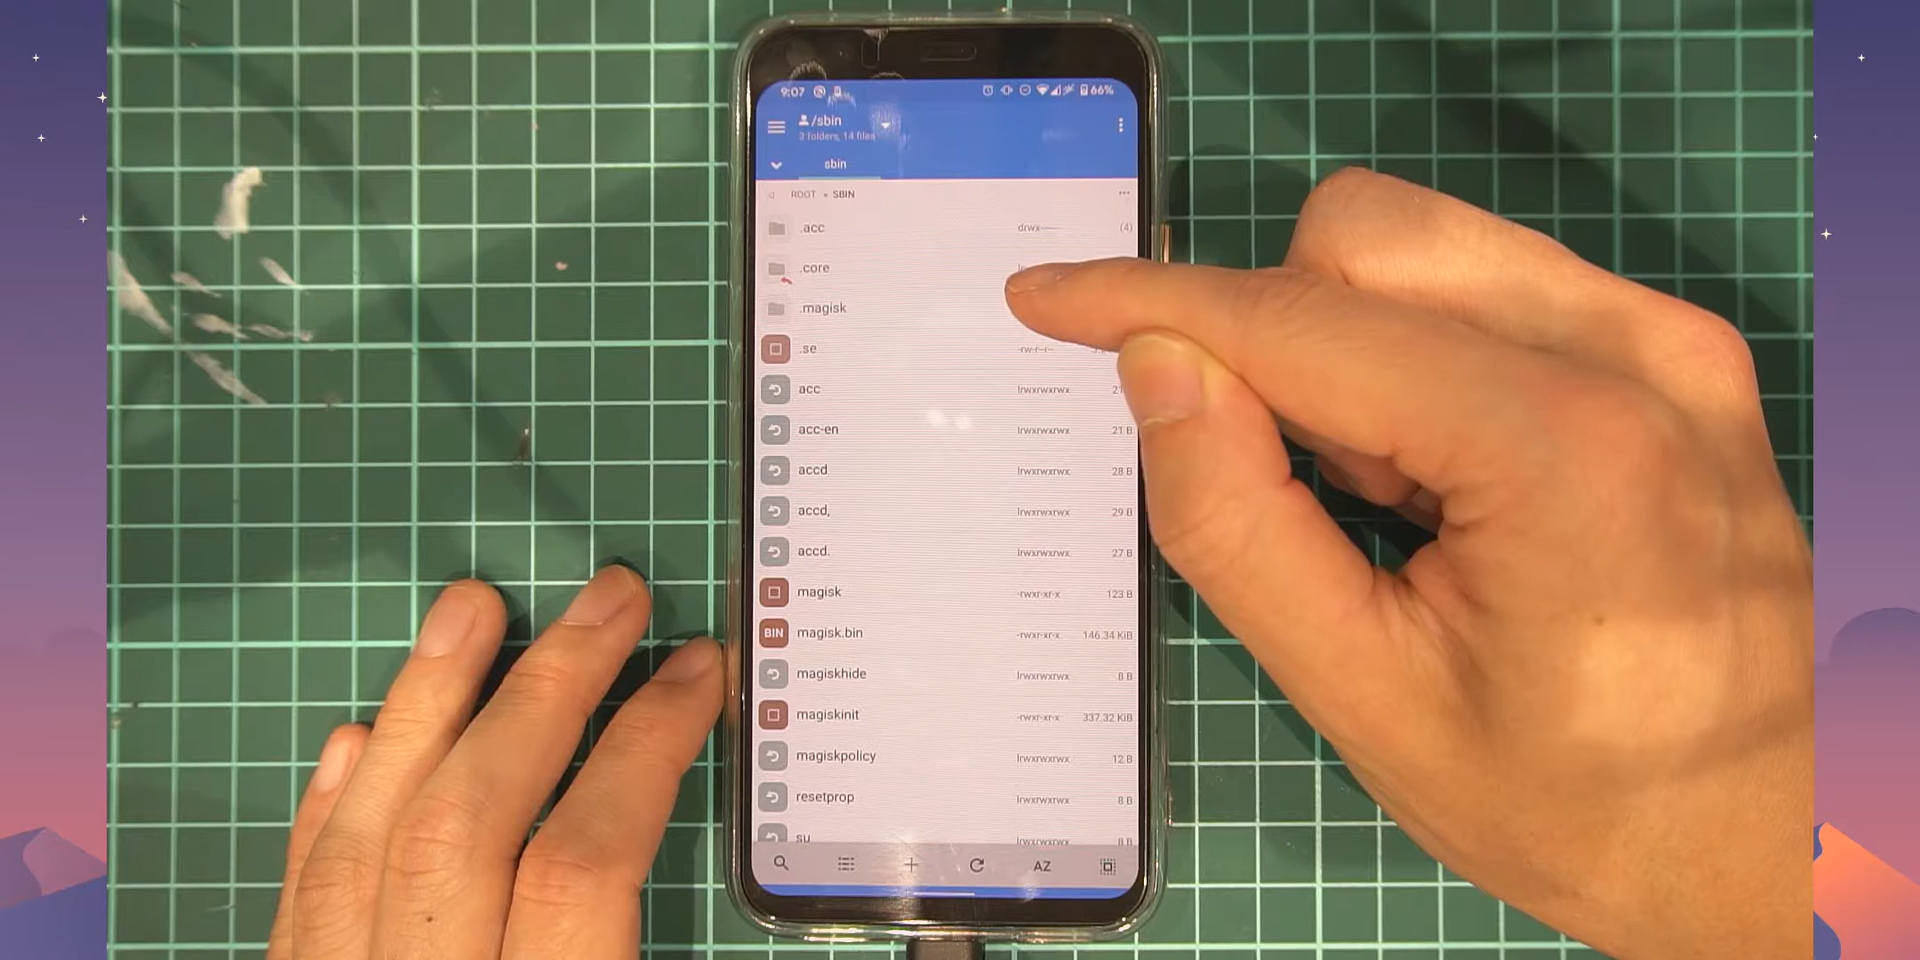 9:07 66%
/sbin
3 folders, 14 files
sbin
ROOT SBIN
.acc drwx------ (4)
.core
.magisk
.se -rw-r--r--
acc lrwxrwxrwx
acc-en lrwxrwxrwx 21 B
accd lrwxrwxrwx 28 B
accd, lrwxrwxrwx 29 B
accd. lrwxrwxrwx 27 B
magisk -rwxr-xr-x 123 B
BIN magisk.bin -rwxr-xr-x 146.34 KiB
magiskhide lrwxrwxrwx 8 B
magiskinit -rwxr-xr-x 337.32 KiB
magiskpolicy lrwxrwxrwx 12 B
resetprop lrwxrwxrwx 8 B
su lrwxrwxrwx 8 B
AZ